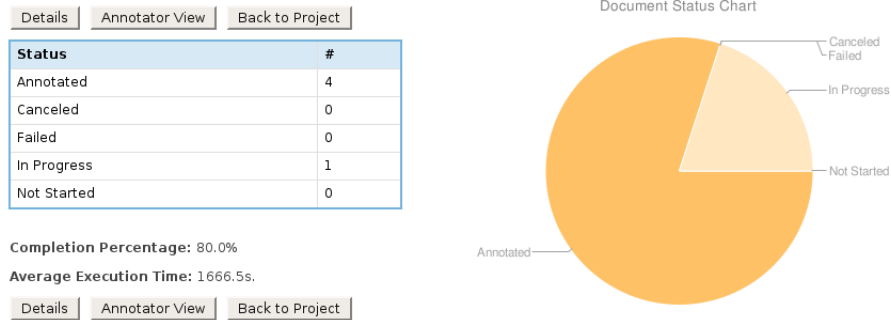 Details Annotator View Back to Project
Status #
Annotated 4
Canceled 0
Failed 0
In Progress 1
Not Started 0
Completion Percentage: 80.0%
Average Execution Time: 1666.5s.
Details Annotator View Back to Project
Document Status Chart
Canceled
Failed
In Progress
Not Started
Annotated